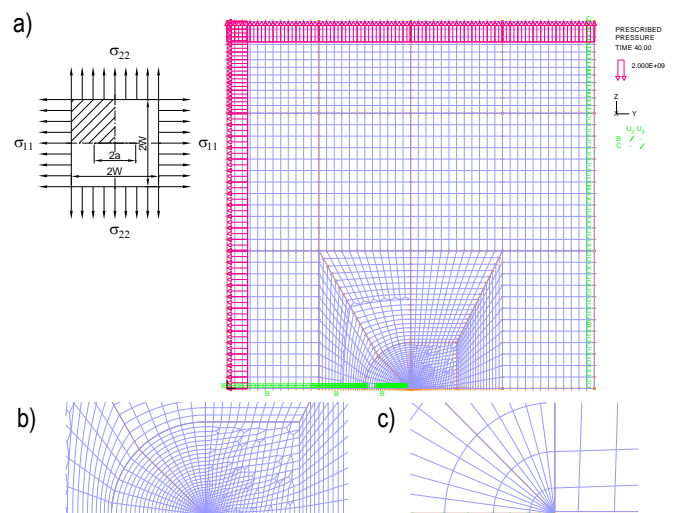 a)
σ22
σ11
σ11
2a
2W
2W
σ22
PRESCRIBED
PRESSURE
TIME 40.00
2.000E+09
Z
X Y
B
C
B B B
b)
c)